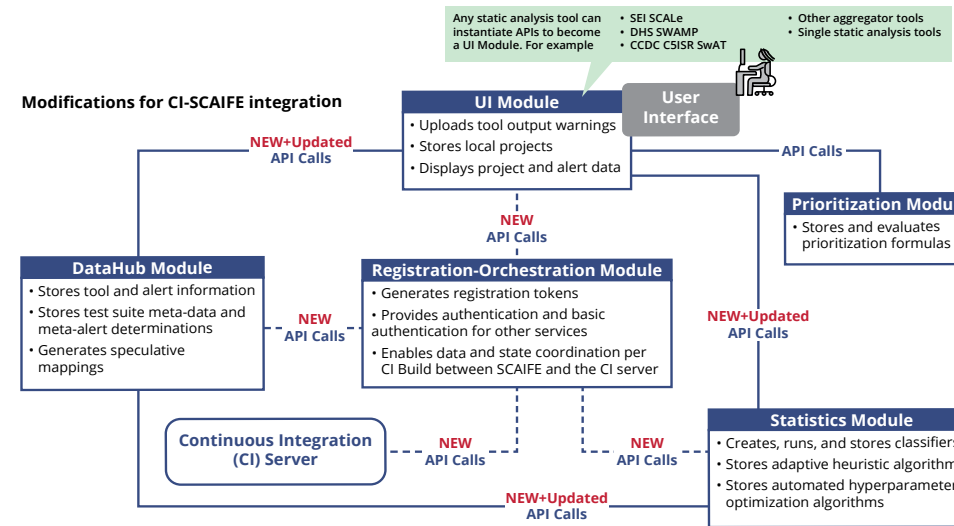 Any static analysis tool can
instantiate APIs to become
a UI Module. For example
• SEI SCALe
• DHS SWAMP
• CCDC C5ISR SwAT
• Other aggregator tools
• Single static analysis tools
Modifications for CI-SCAIFE integration
UI Module
• Uploads tool output warnings
• Stores local projects
• Displays project and alert data
User
Interface
NEW+Updated
API Calls
API Calls
Prioritization Modu
• Stores and evaluates
prioritization formulas
NEW
API Calls
DataHub Module
• Stores tool and alert information
• Stores test suite meta-data and
meta-alert determinations
• Generates speculative
mappings
NEW
API Calls
Registration-Orchestration Module
• Generates registration tokens
• Provides authentication and basic
authentication for other services
• Enables data and state coordination per
CI Build between SCAIFE and the CI server
NEW+Updated
API Calls
Continuous Integration
(CI) Server
NEW
API Calls
NEW
API Calls
Statistics Module
• Creates, runs, and stores classifiers
• Stores adaptive heuristic algorithm
• Stores automated hyperparameter
optimization algorithms
NEW+Updated
API Calls